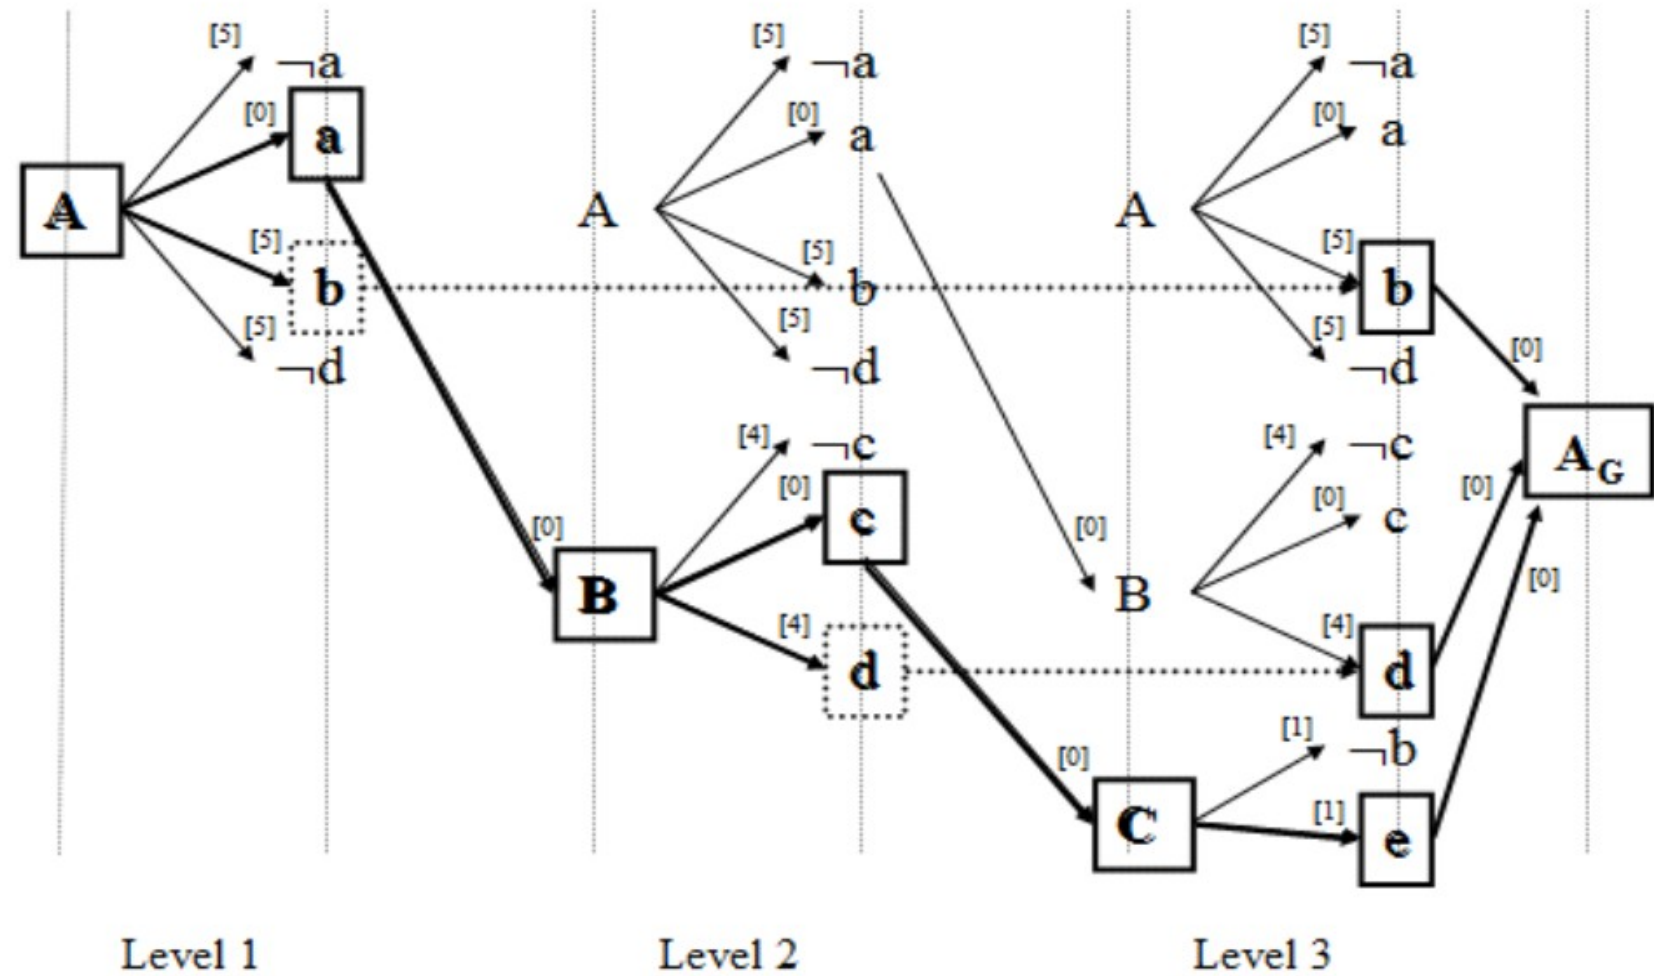 [5] ¬a [5] ¬a [5] ¬a
[0] a [0] a [0] a
A A A
[5] b [5] b [5] b
[5] ¬d [5] ¬d [5] ¬d
[0]
[4] ¬c [4] ¬c
A_G
[0] c [0] c [0]
[0] B [0] B
[0]
[4] d [4] d
[1] ¬b
[0] C [1] e
Level 1 Level 2 Level 3